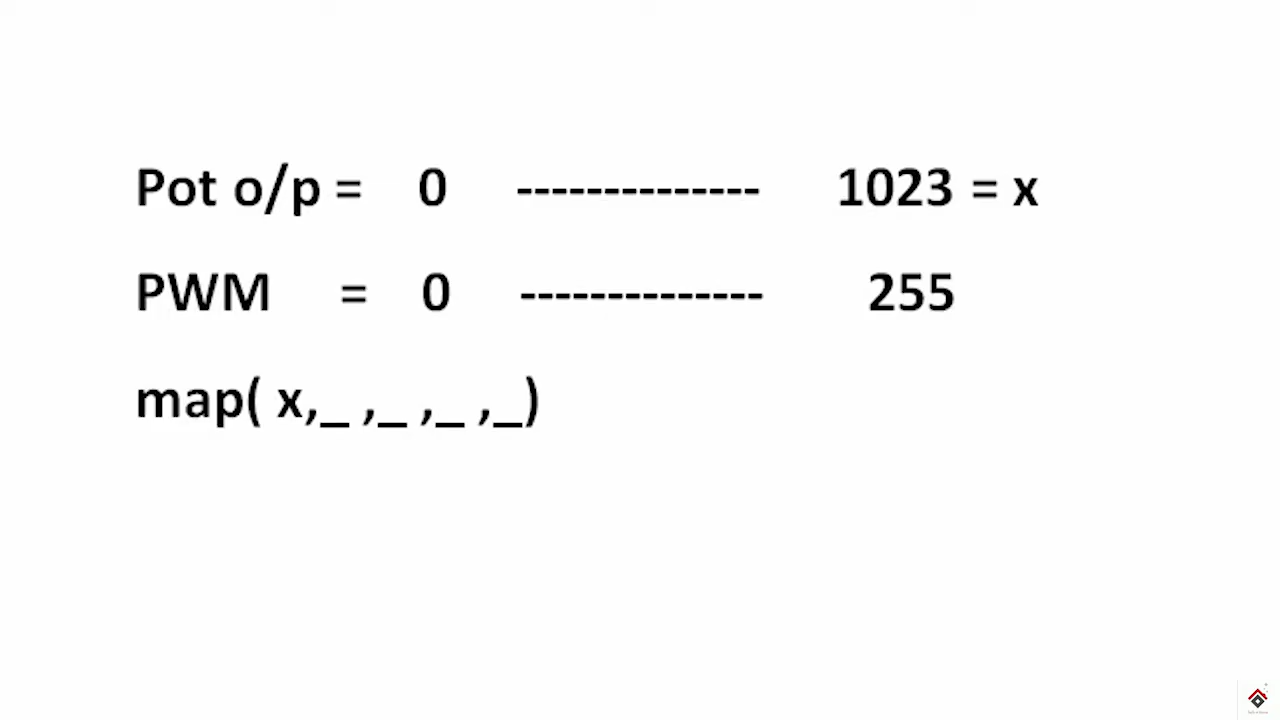 Pot o/p = 0 -------------- 1023 = x
PWM = 0 -------------- 255
map( x,_ ,_ ,_ ,_)